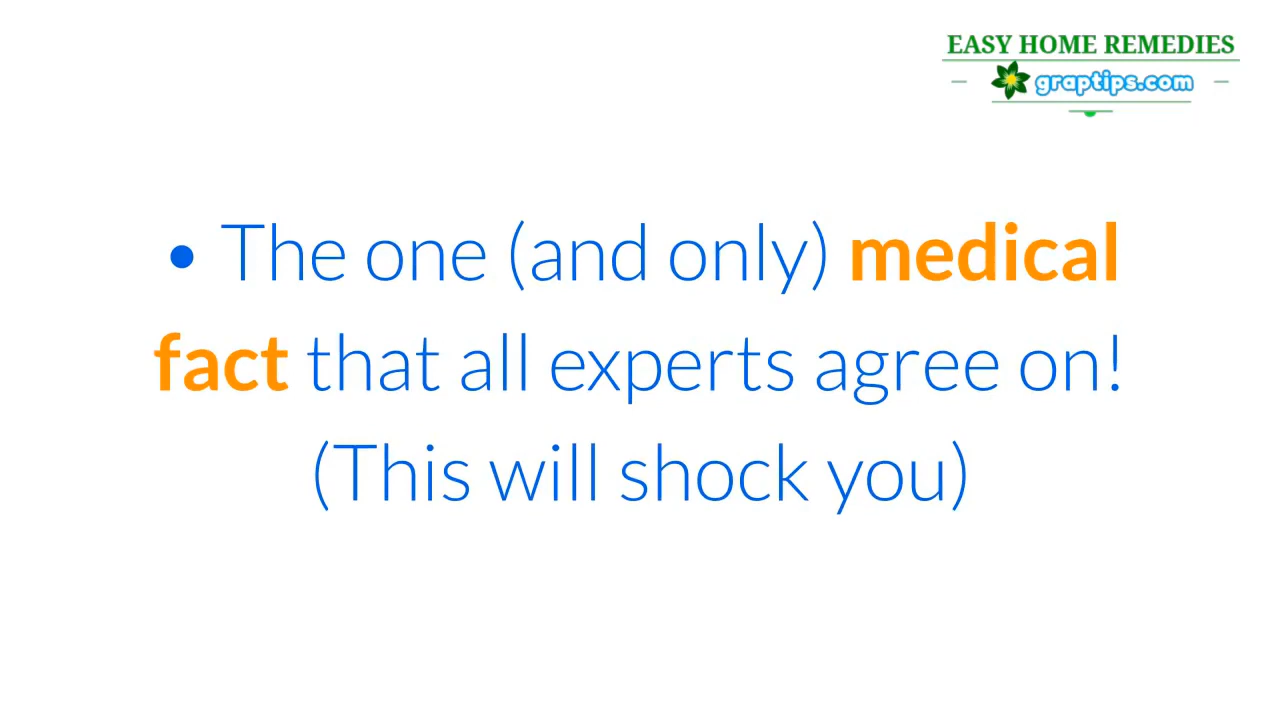 EASY HOME REMEDIES
graptips.com
• The one (and only) medical
fact that all experts agree on!
(This will shock you)